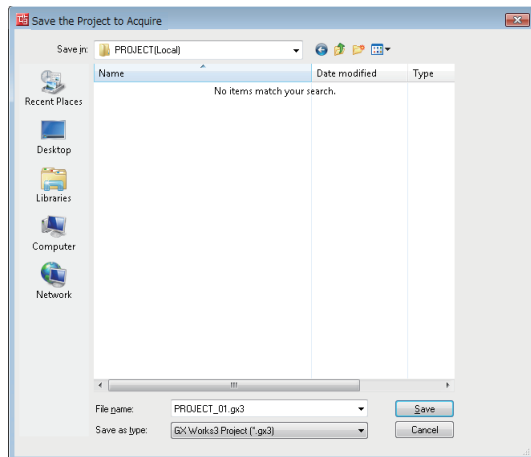 Save the Project to Acquire
Save in: PROJECT(Local)
Name Date modified Type
No items match your search.
Recent Places
Desktop
Libraries
Computer
Network
File name: PROJECT_01.gx3 Save
Save as type: GX Works3 Project (*.gx3) Cancel